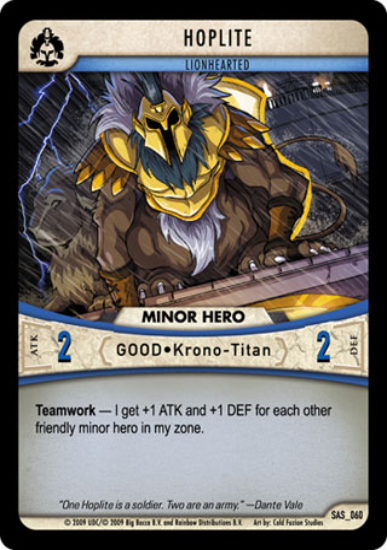 HOPLITE
LIONHEARTED
MINOR HERO
ATK 2 GOOD•Krono-Titan 2 DEF
Teamwork — I get +1 ATK and +1 DEF for each other
friendly minor hero in my zone.
"One Hoplite is a soldier. Two are an army." —Dante Vale
© 2009 UDC/© 2009 Big Bocca B.V. and Rainbow Distributions B.V. Art by: Cold Fuzion Studios
SAS_060